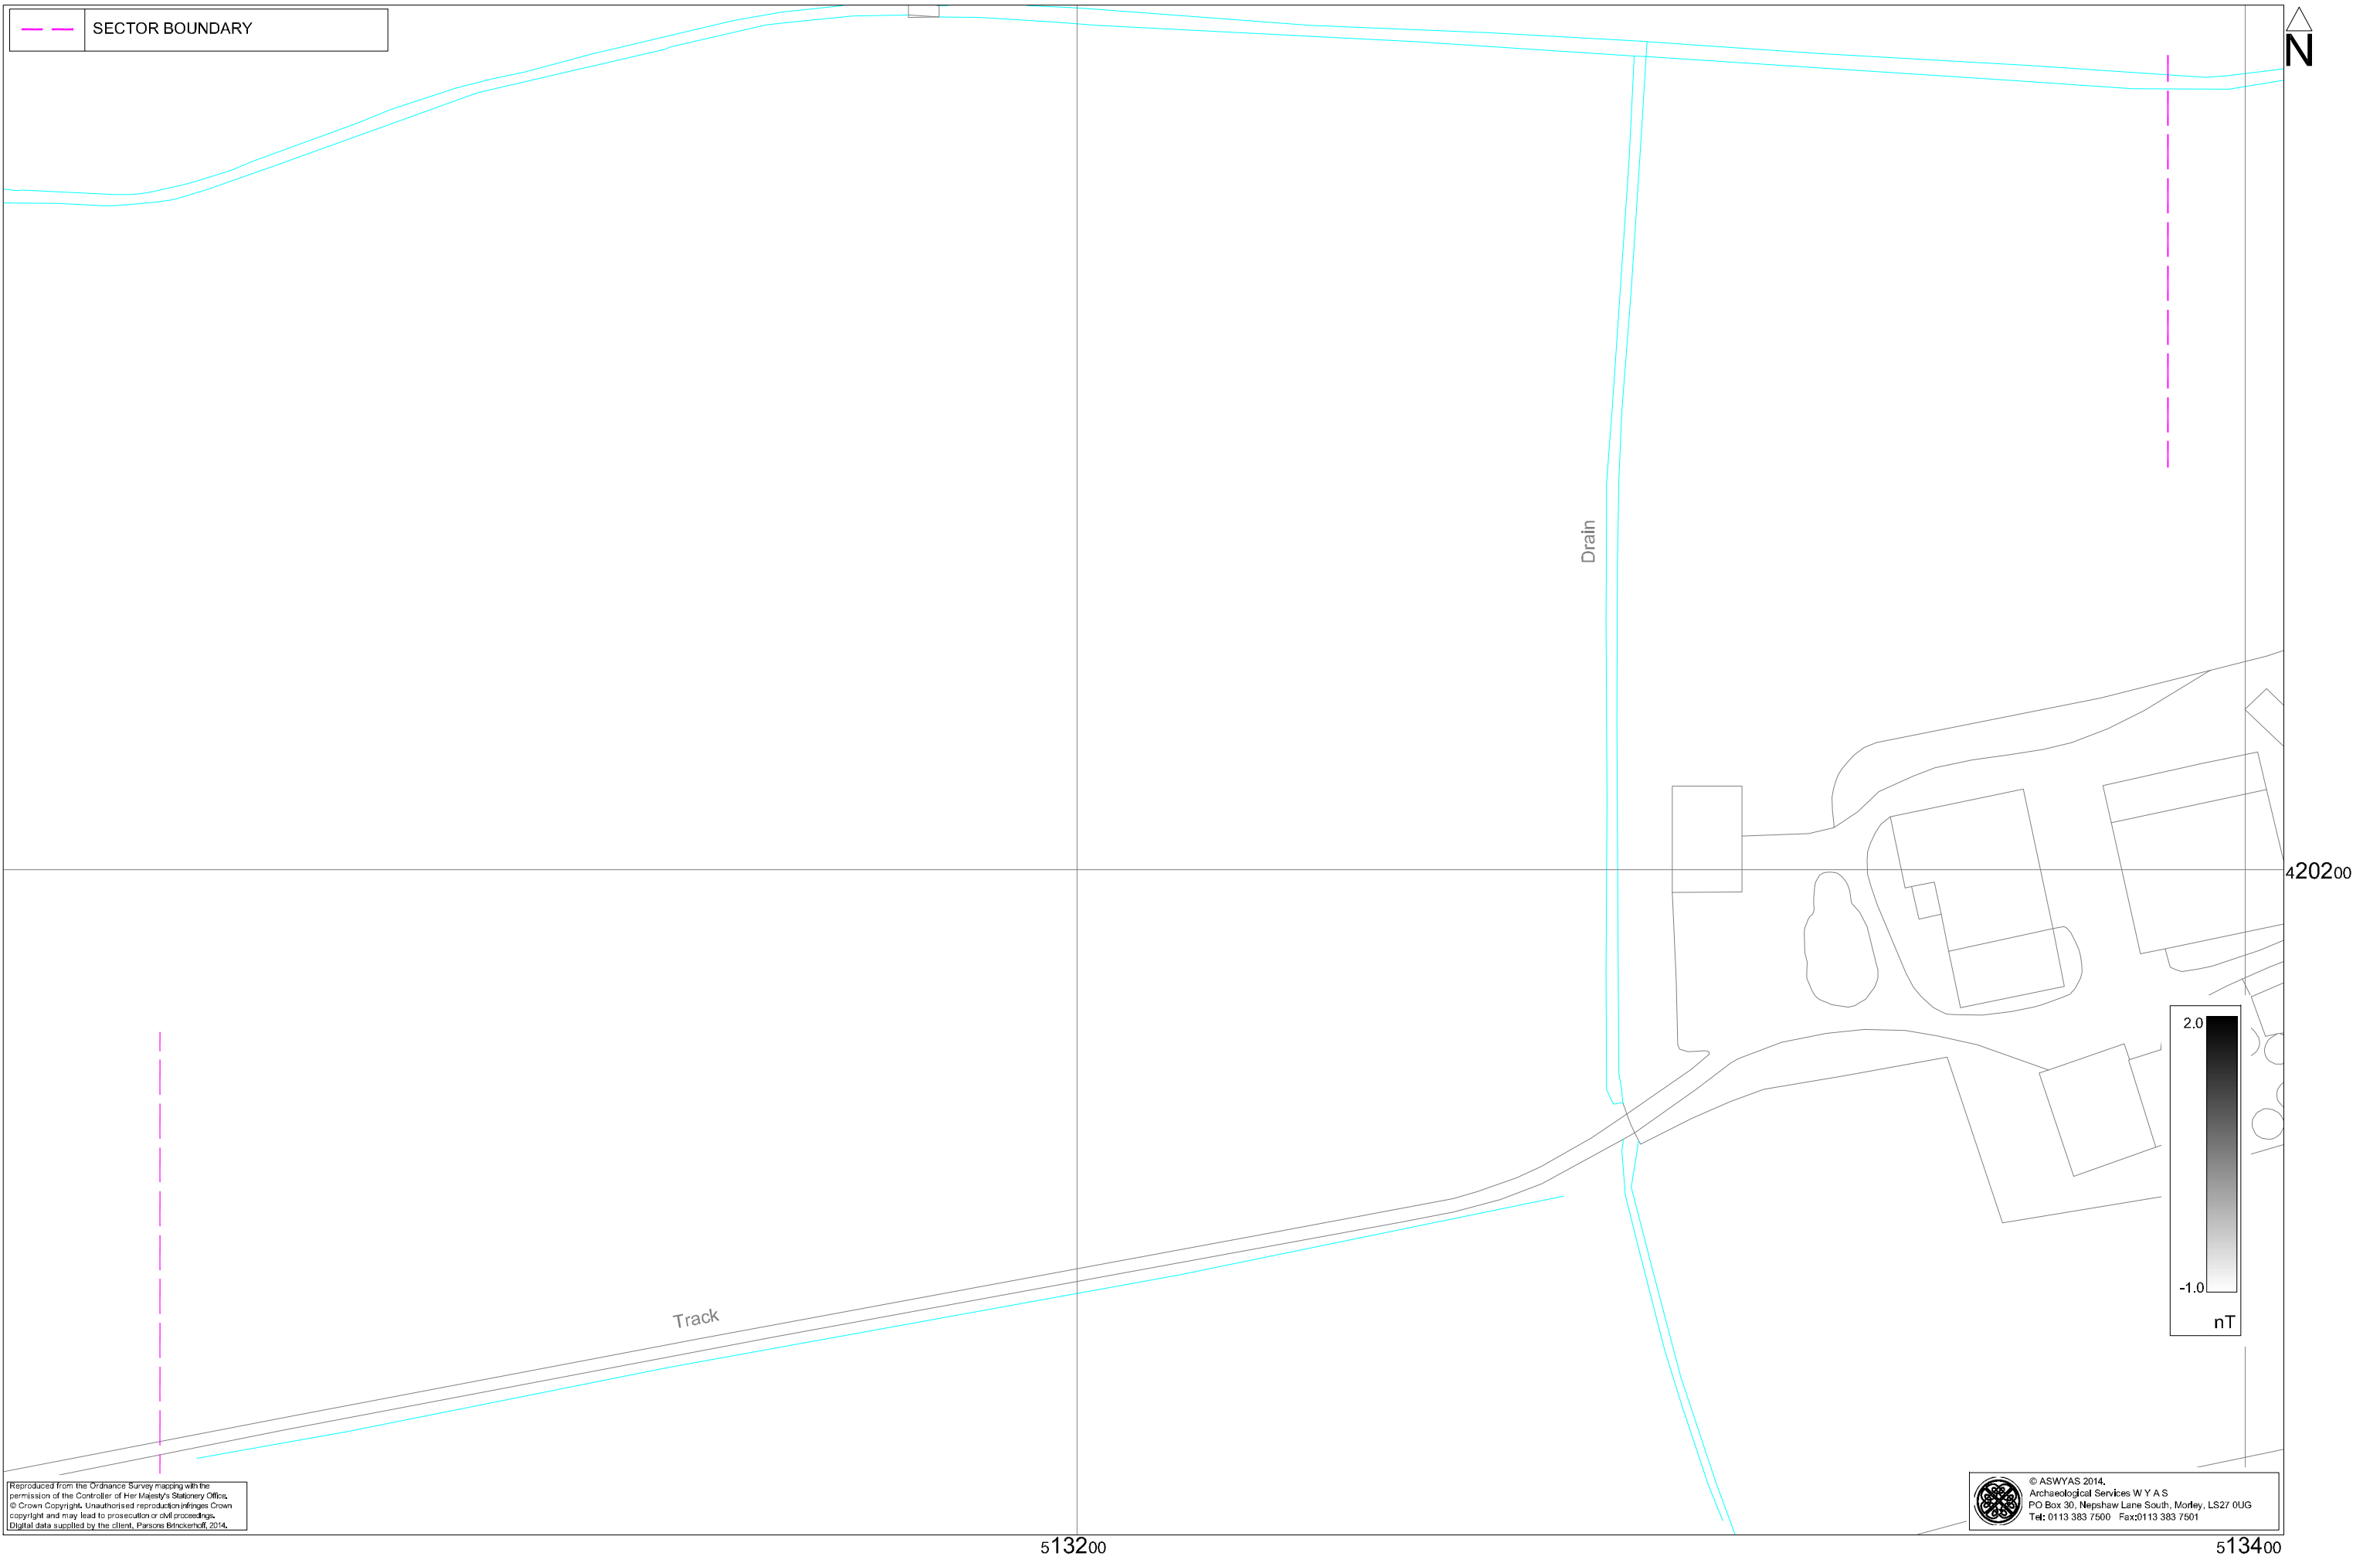 SECTOR BOUNDARY
N
Drain
420200
2.0
-1.0
nT
Track
Reproduced from the Ordnance Survey mapping with the
permission of the Controller of Her Majesty's Stationery Office.
© Crown Copyright. Unauthorised reproduction infringes Crown
copyright and may lead to prosecution or civil proceedings.
Digital data supplied by the client, Parsons Brinckerhoff, 2014.
© ASWYAS 2014.
Archaeological Services W Y A S
PO Box 30, Nepshaw Lane South, Morley, LS27 0UG
Tel: 0113 383 7500 Fax:0113 383 7501
513200
513400